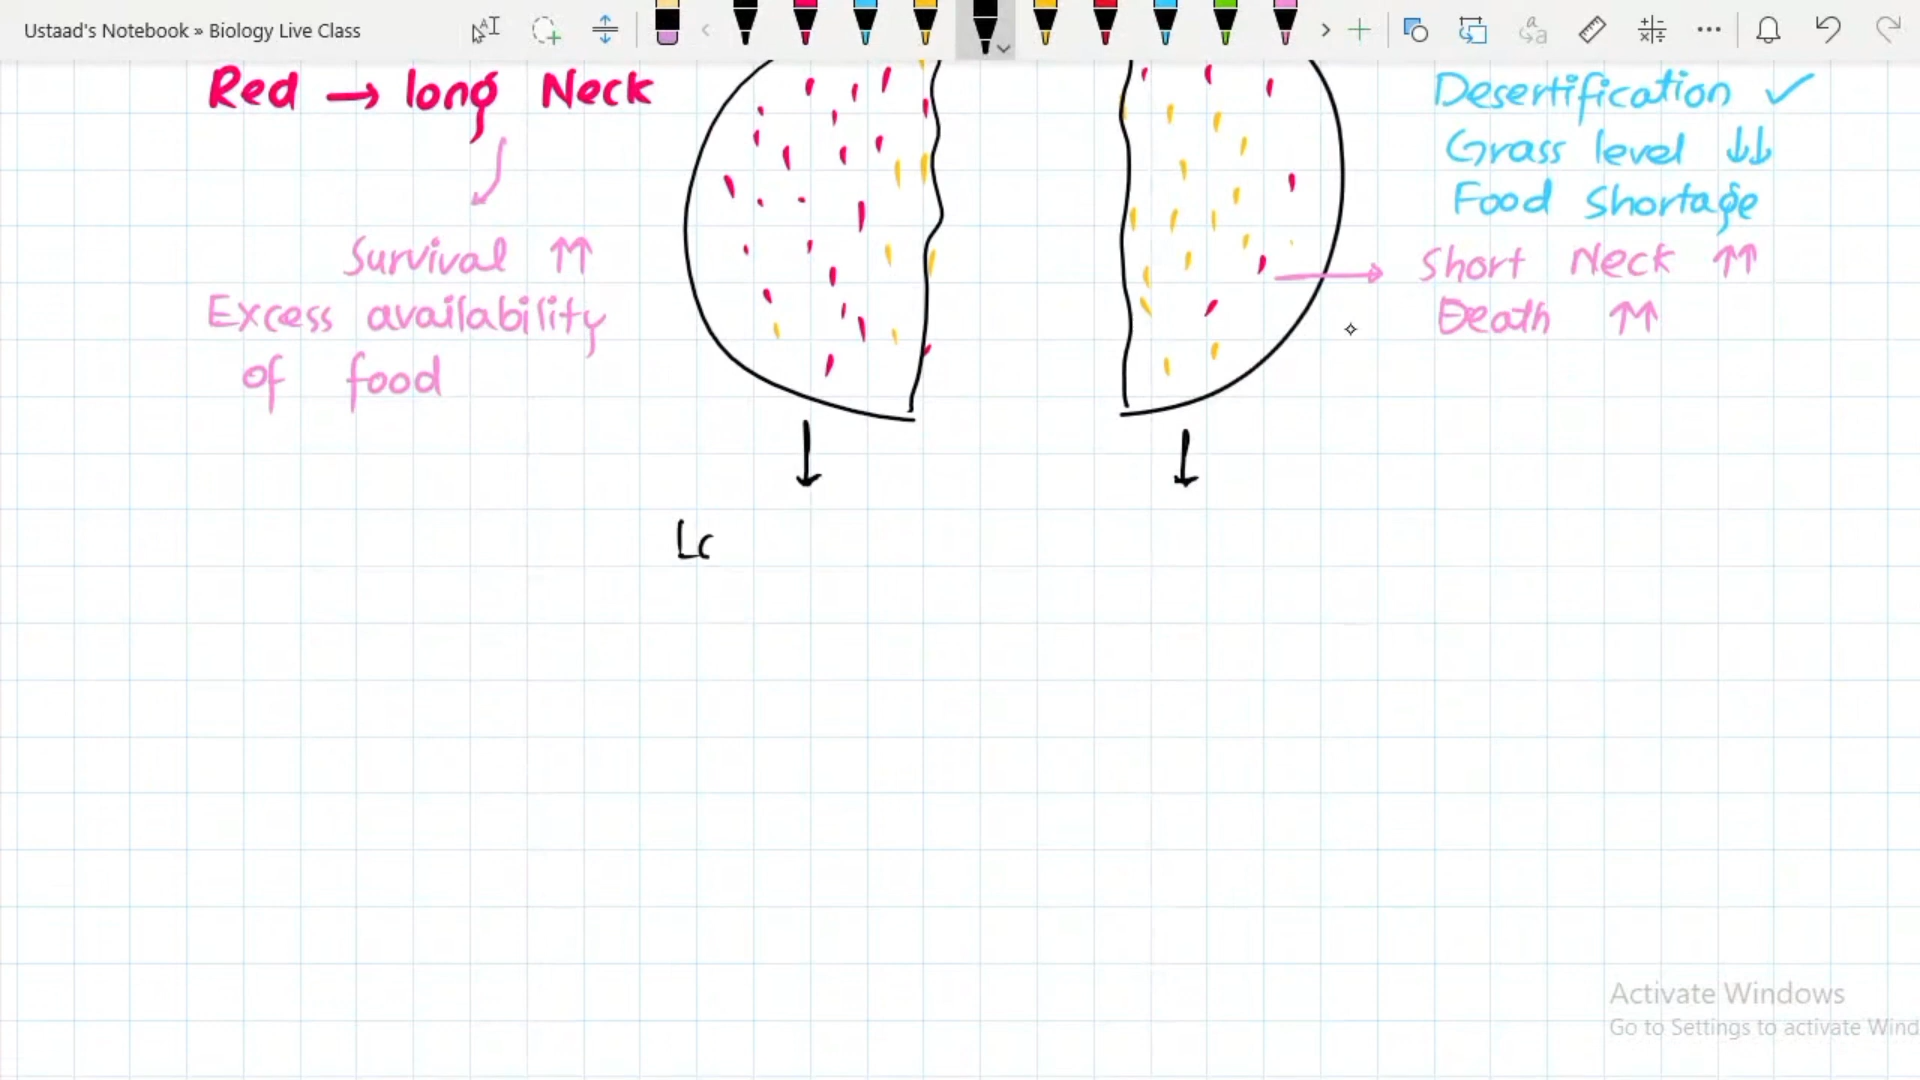 Ustaad's Notebook » Biology Live Class
Red → long Neck
Survival ↑↑
Excess availability
of food
Desertification ✓
Grass level ↓↓
Food Shortage
Short Neck ↑↑
Death ↑↑
Activate Windows
Go to Settings to activate Wind